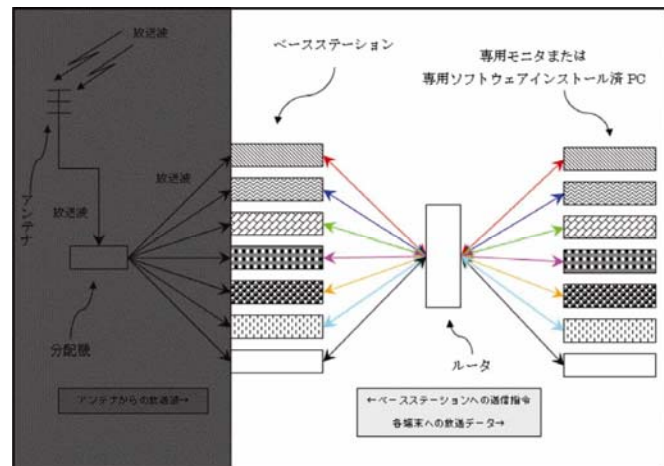 放送波
ベースステーション
専用モニタまたは
専用ソフトウェアインストール済 PC
アンテナ
放送波
放送波
分配機
ルータ
アンテナからの放送波→
←ベースステーションへの送信指令
各端末への放送データ→